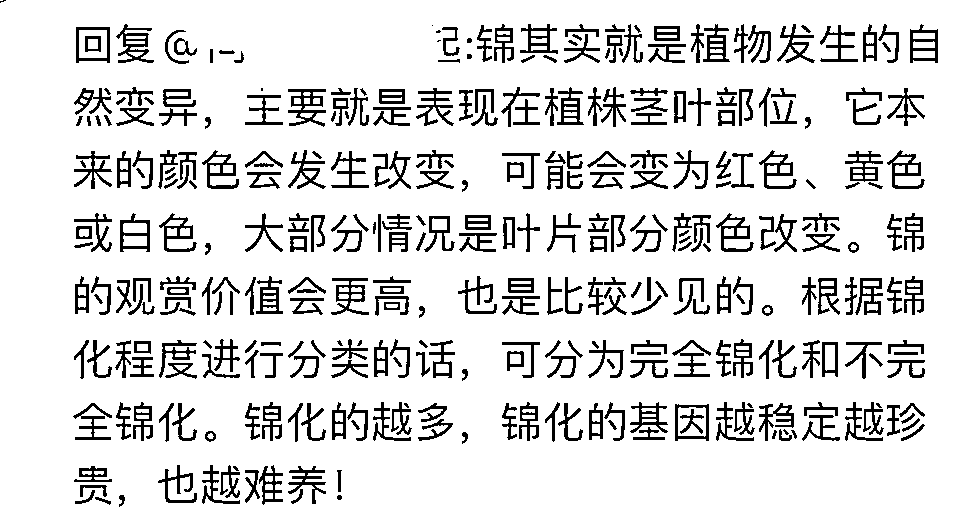 回复@:锦其实就是植物发生的自
然变异，主要就是表现在植株茎叶部位，它本
来的颜色会发生改变，可能会变为红色、黄色
或白色，大部分情况是叶片部分颜色改变。锦
的观赏价值会更高，也是比较少见的。根据锦
化程度进行分类的话，可分为完全锦化和不完
全锦化。锦化的越多，锦化的基因越稳定越珍
贵，也越难养！